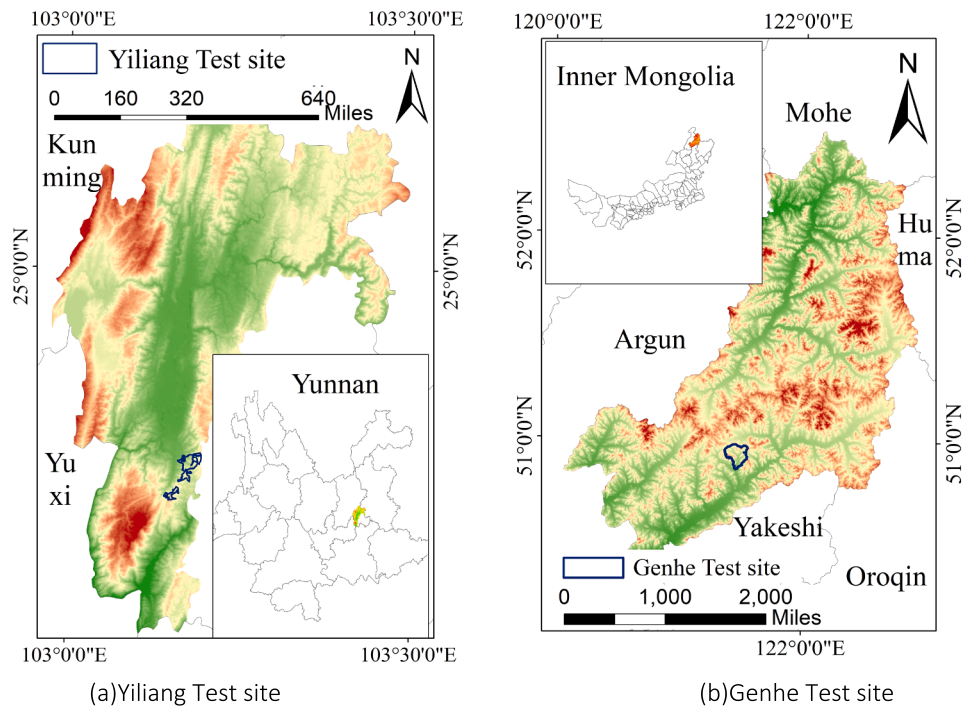 103°0'0"E
103°30'0"E
Yiliang Test site
N
0 160 320 640
Miles
Kun
ming
25°0'0"N
25°0'0"N
Yunnan
Yu
xi
103°0'0"E
103°30'0"E
(a)Yiliang Test site
120°0'0"E
122°0'0"E
Inner Mongolia
N
Mohe
Hu
ma
52°0'0"N
52°0'0"N
Argun
51°0'0"N
51°0'0"N
Yakeshi
Genhe Test site
Oroqin
0 1,000 2,000
Miles
122°0'0"E
(b)Genhe Test site